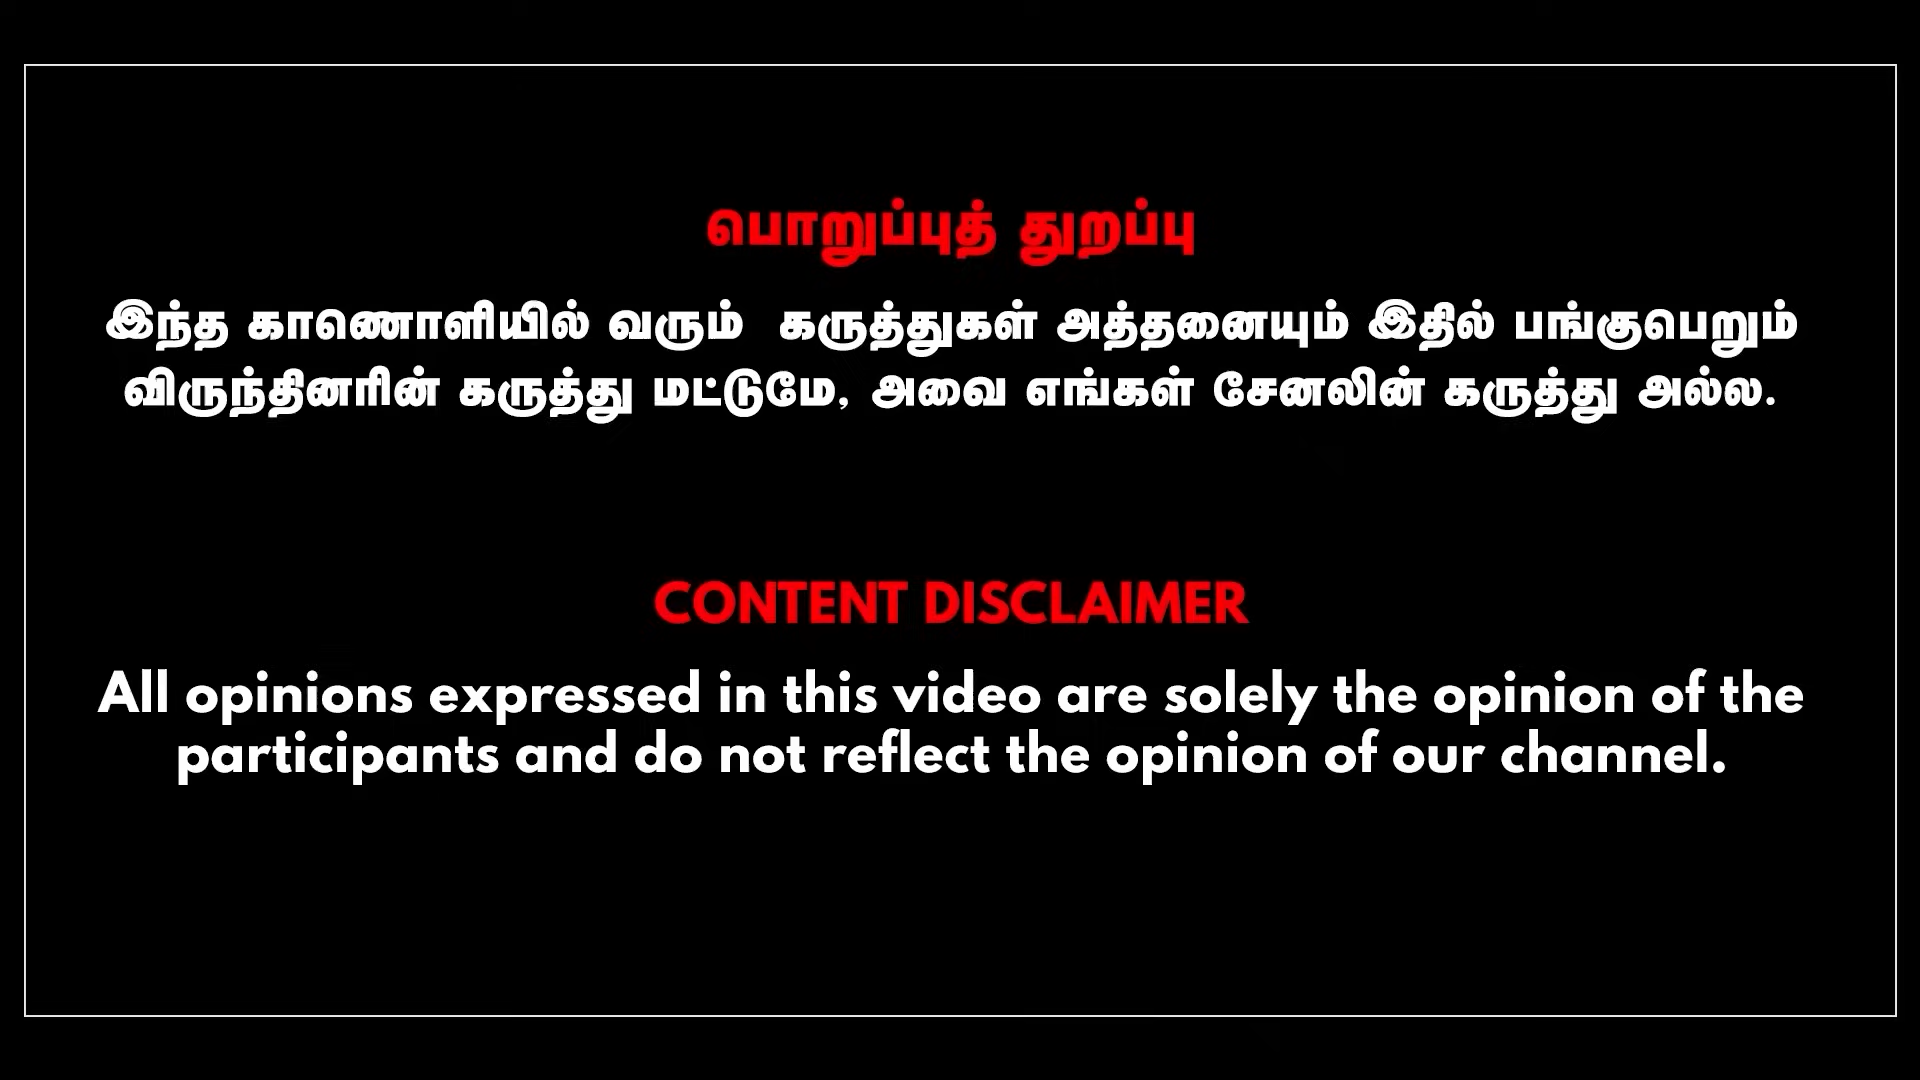 பொறுப்புத் துறப்பு
இந்த காணொளியில் வரும் கருத்துகள் அத்தனையும் இதில் பங்குபெறும்
விருந்தினரின் கருத்து மட்டுமே, அவை எங்கள் சேனலின் கருத்து அல்ல.
CONTENT DISCLAIMER
All opinions expressed in this video are solely the opinion of the
participants and do not reflect the opinion of our channel.